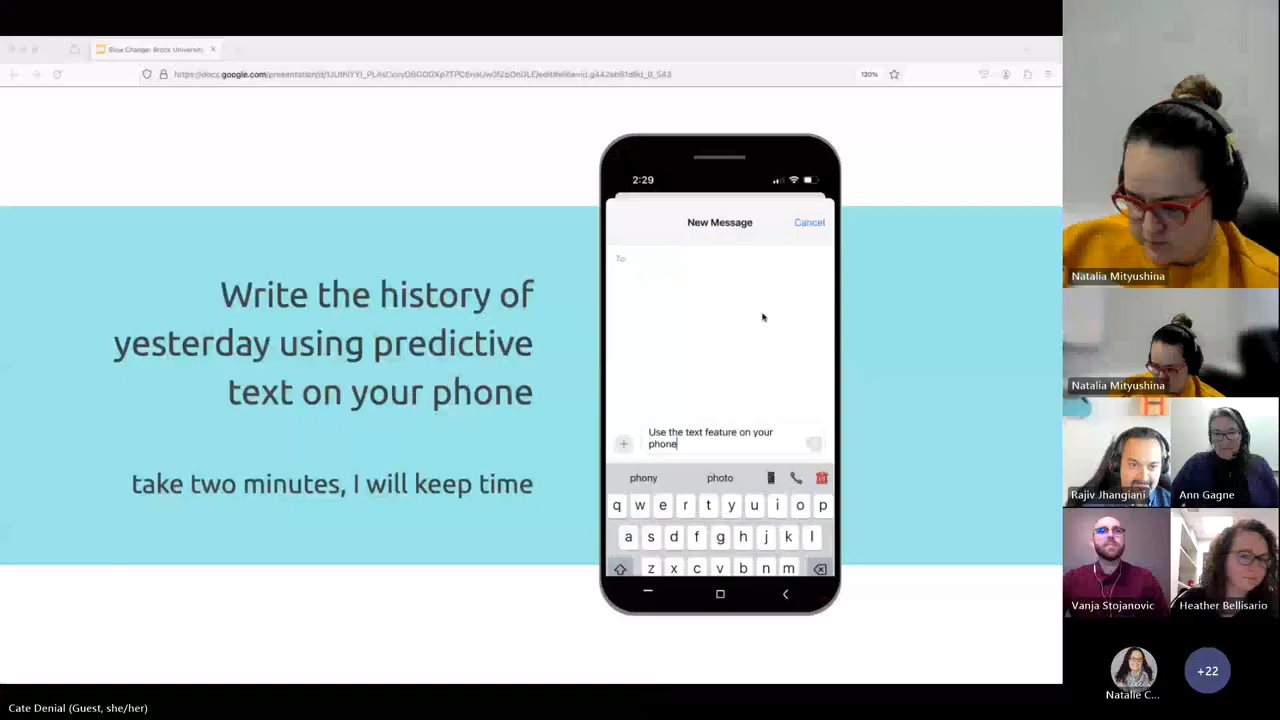 Slow Change: Brock Universit
120%
Write the history of
yesterday using predictive
text on your phone
take two minutes, I will keep time
2:29
New Message
Cancel
To:
Use the text feature on your
phone
phony
photo
q w e r t y u i o p
a s d f g h j k l
z x c v b n m
Natalia Mityushina
Natalia Mityushina
Rajiv Jhangiani
Ann Gagne
Vanja Stojanovic
Heather Bellisario
Natalie C...
+22
Cate Denial (Guest, she/her)